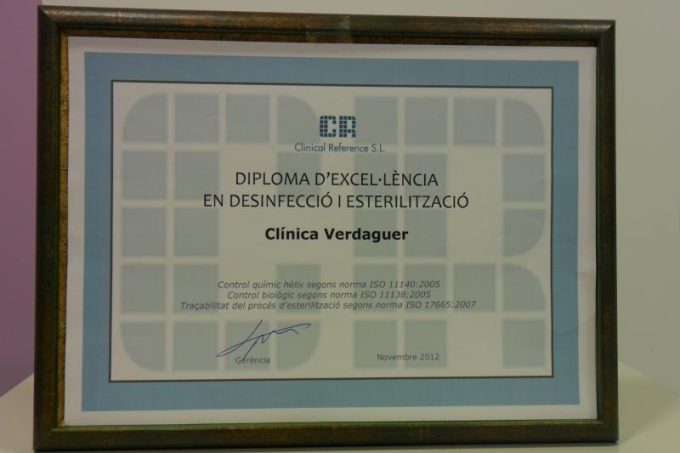 CR
Clinical Reference S.L.
DIPLOMA D'EXCEL·LÈNCIA
EN DESINFECCIÓ I ESTERILITZACIÓ
Clínica Verdaguer
Control químic hèlix segons norma ISO 11140:2005
Control biològic segons norma ISO 11138:2005
Traçabilitat del procés d'esterilització segons norma ISO 17665:2007
Gerència
Novembre 2012